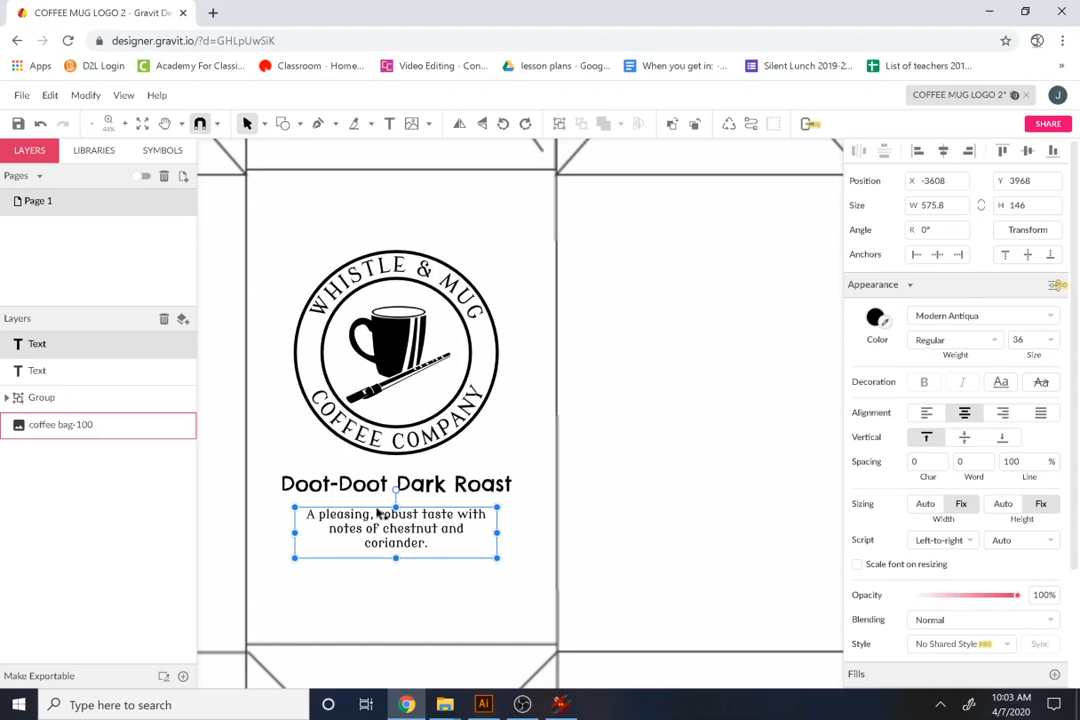 COFFEE MUG LOGO 2 - Gravit De
designer.gravit.io/?d=GHLpUwSiK
Apps D2L Login Academy For Classi... Classroom - Home... Video Editing - Con... lesson plans - Goog... When you get in: -... Silent Lunch 2019-2... List of teachers 201... »
File Edit Modify View Help COFFEE MUG LOGO 2* J
44% PRO SHARE
LAYERS LIBRARIES SYMBOLS
Pages
Page 1
Layers
Text
Text
Group
coffee bag-100
Make Exportable
WHISTLE & MUG
COFFEE COMPANY
Doot-Doot Dark Roast
A pleasing, robust taste with
notes of chestnut and
coriander.
Position X -3608 Y 3968
Size W 575.8 H 146
Angle R 0° Transform
Anchors
Appearance PRO
Modern Antiqua
Color Regular 36
Weight Size
Decoration B I Aa Aa
Alignment
Vertical
Spacing 0 0 100 %
Char Word Line
Sizing Auto Fix Auto Fix
Width Height
Script Left-to-right Auto
Scale font on resizing
Opacity 100%
Blending Normal
Style No Shared Style PRO Sync
Fills
Type here to search Ai 10:03 AM
4/7/2020